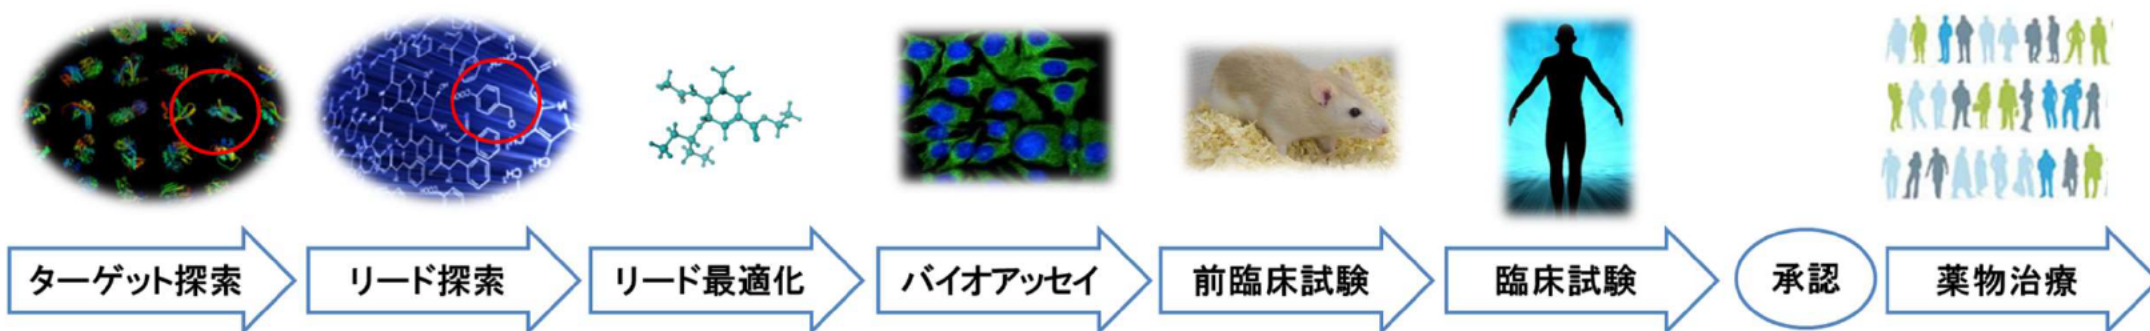 ターゲット探索
リード探索
リード最適化
バイオアッセイ
前臨床試験
臨床試験
承認
薬物治療